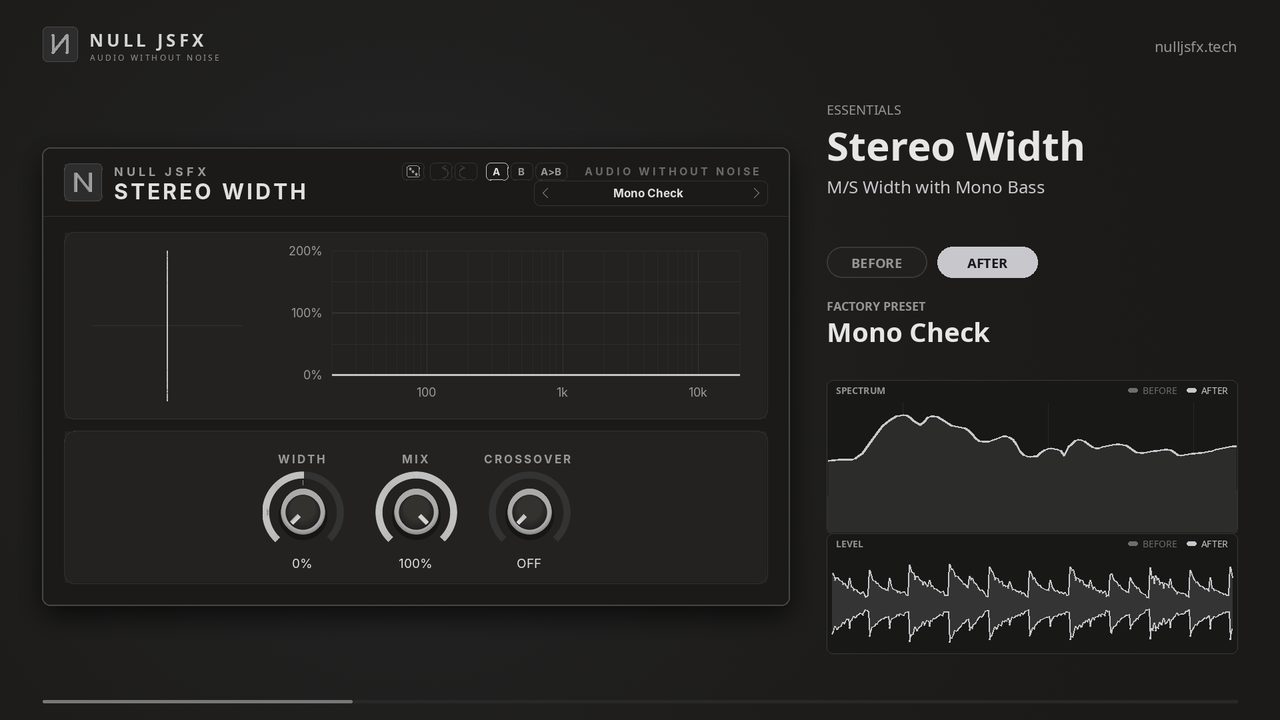 NULL JSFX
AUDIO WITHOUT NOISE
nulljsfx.tech
N
NULL JSFX
STEREO WIDTH
A B A>B
AUDIO WITHOUT NOISE
Mono Check
200%
100%
0%
100 1k 10k
WIDTH MIX CROSSOVER
0% 100% OFF
ESSENTIALS
Stereo Width
M/S Width with Mono Bass
BEFORE AFTER
FACTORY PRESET
Mono Check
SPECTRUM BEFORE AFTER
LEVEL BEFORE AFTER